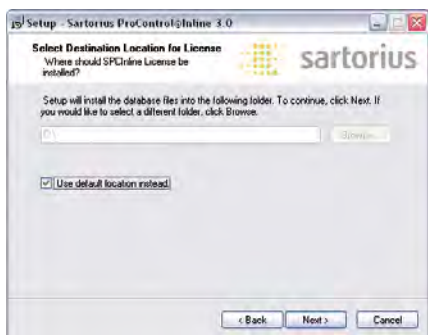 Setup - Sartorius ProControl@Inline 3.0
Select Destination Location for License
Where should SPCInline License be
installed?
sartorius
Setup will install the database files into the following folder. To continue, click Next. If
you would like to select a different folder, click Browse.
Browse...
Use default location instead
< Back
Next >
Cancel